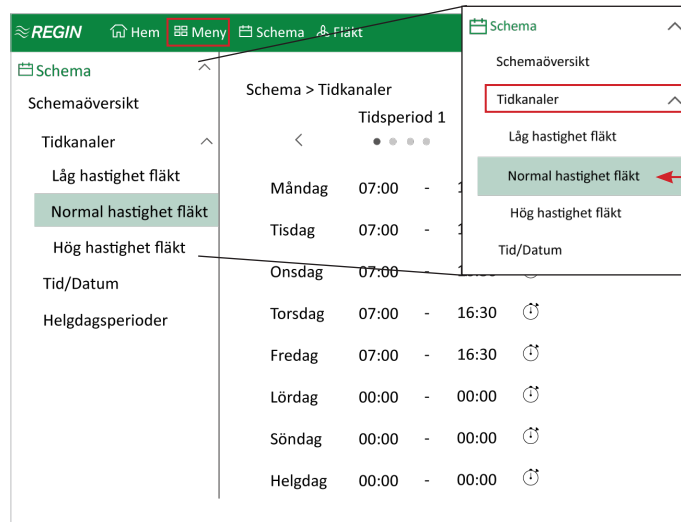 REGIN Hem Meny Schema Fläkt
Schema
Schemaöversikt
Tidkanaler
Låg hastighet fläkt
Normal hastighet fläkt
Hög hastighet fläkt
Tid/Datum
Helgdagsperioder
Schema > Tidkanaler
Tidsperiod 1
Måndag 07:00 -
Tisdag 07:00 -
Onsdag 07:00 -
Torsdag 07:00 - 16:30
Fredag 07:00 - 16:30
Lördag 00:00 - 00:00
Söndag 00:00 - 00:00
Helgdag 00:00 - 00:00
Schema
Schemaöversikt
Tidkanaler
Låg hastighet fläkt
Normal hastighet fläkt
Hög hastighet fläkt
Tid/Datum